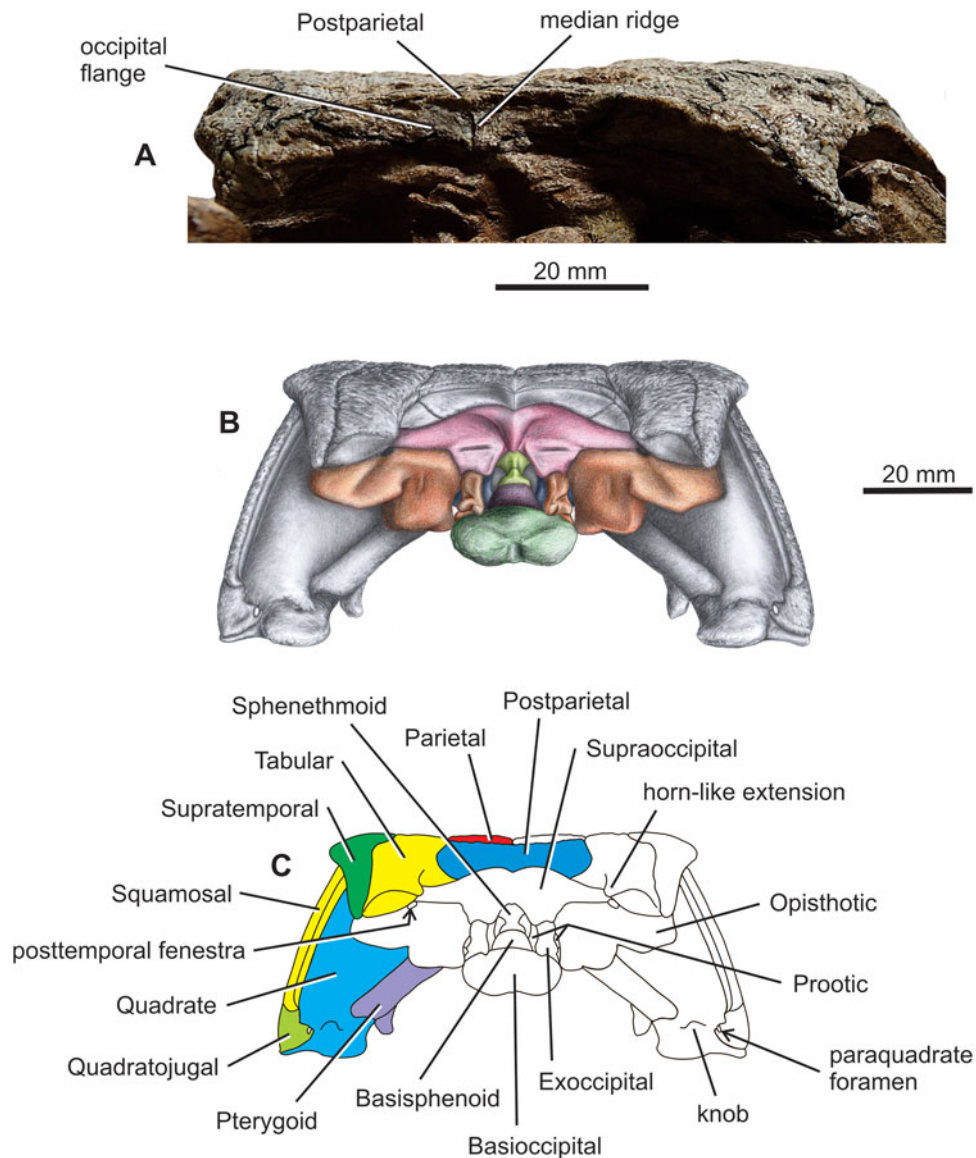 Postparietal
median ridge
occipital
flange
A
20 mm
B
20 mm
Sphenethmoid
Postparietal
Parietal
Supraoccipital
Tabular
horn-like extension
Supratemporal
C
Squamosal
Opisthotic
posttemporal fenestra
Prootic
Quadrate
Quadratojugal
Exoccipital
paraquadrate
foramen
Pterygoid
Basisphenoid
knob
Basioccipital